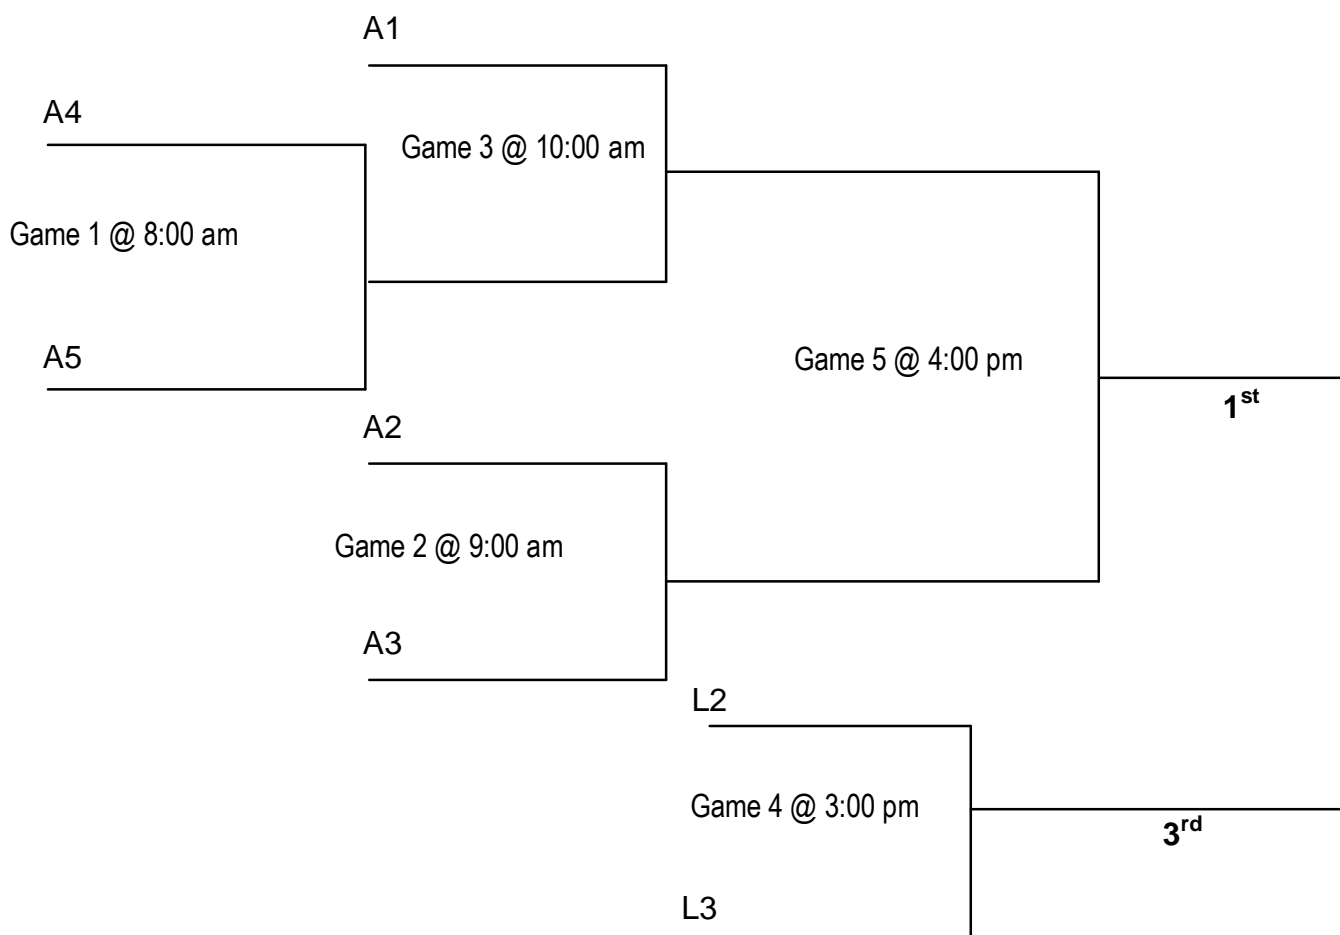 A1
A4
Game 3 @ 10:00 am
Game 1 @ 8:00 am
A5
Game 5 @ 4:00 pm
1st
A2
Game 2 @ 9:00 am
A3
L2
Game 4 @ 3:00 pm
3rd
L3